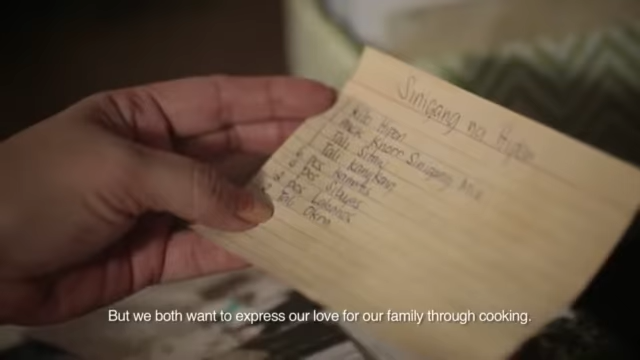 Sinigang na Hipon
kilo Hipon
pack Knorr Sinigang Mix
Tali Sitaw
Tali kangkong
pcs kamatis
pcs Sibuyas
pcs Labanos
Okra
But we both want to express our love for our family through cooking.